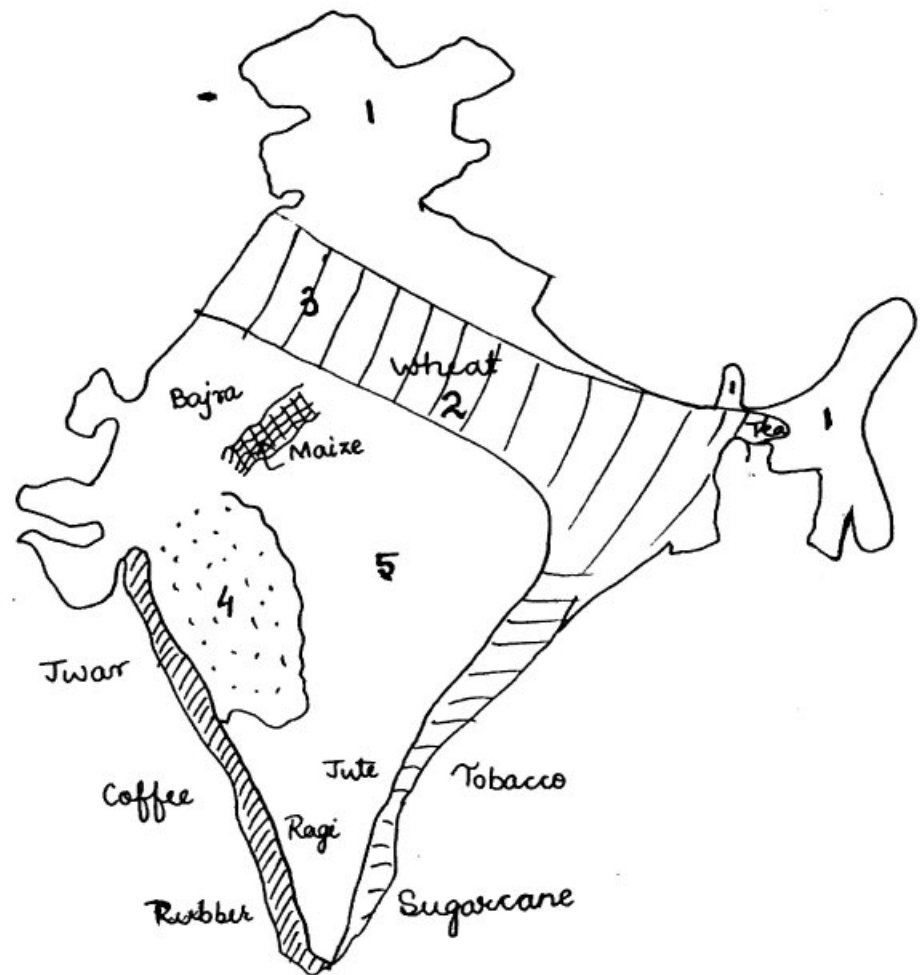 1
3
Wheat
2
1
Tea
1
Bajra
Maize
5
4
Jwar
Jute
Tobacco
Coffee
Ragi
Rubber
Sugarcane